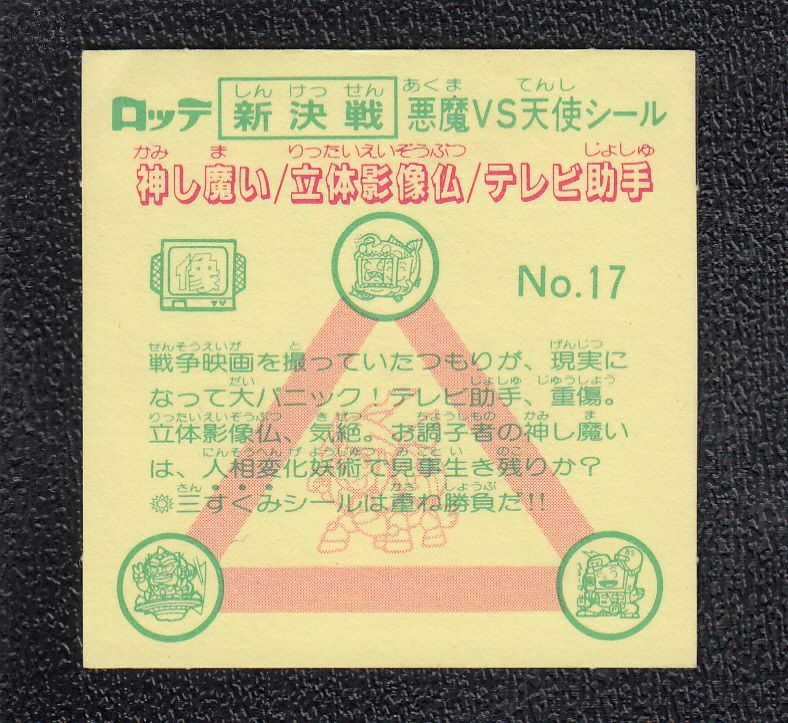 しん けっ せん あくま てんし
ロッテ 新決戦 悪魔VS天使シール
かみ ま りったいえいぞうぶつ じょしゅ
神し魔い/立体影像仏/テレビ助手
像
TV
No.17
せんそうえいが と げんじつ
戦争映画を撮っていたつもりが、現実に
だい じょしゅ じゅうしょう
なって大パニック!テレビ助手、重傷。
りったいえいぞうぶつ きぜつ ちょうしもの かみ ま
立体影像仏、気絶。お調子者の神し魔い
にんそうへんげようじゅつ みごとい のこ
は、人相変化妖術で見事生き残りか?
さん かさ しょうぶ
❂三すくみシールは重ね勝負だ!!